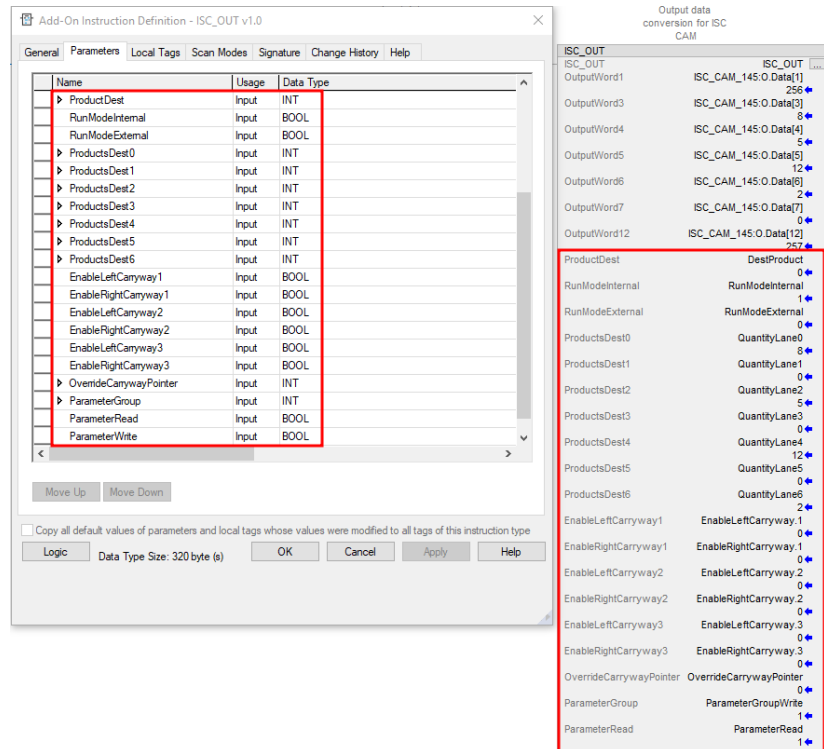 Add-On Instruction Definition - ISC_OUT v1.0
General Parameters Local Tags Scan Modes Signature Change History Help
Name Usage Data Type
ProductDest Input INT
RunModeInternal Input BOOL
RunModeExternal Input BOOL
ProductsDest0 Input INT
ProductsDest1 Input INT
ProductsDest2 Input INT
ProductsDest3 Input INT
ProductsDest4 Input INT
ProductsDest5 Input INT
ProductsDest6 Input INT
EnableLeftCarryway1 Input BOOL
EnableRightCarryway1 Input BOOL
EnableLeftCarryway2 Input BOOL
EnableRightCarryway2 Input BOOL
EnableLeftCarryway3 Input BOOL
EnableRightCarryway3 Input BOOL
OverrideCarrywayPointer Input INT
ParameterGroup Input INT
ParameterRead Input BOOL
ParameterWrite Input BOOL
Move Up Move Down
Copy all default values of parameters and local tags whose values were modified to all tags of this instruction type
Logic Data Type Size: 320 byte (s) OK Cancel Apply Help
Output data
conversion for ISC
CAM
ISC_OUT
ISC_OUT ISC_OUT ...
OutputWord1 ISC_CAM_145:O.Data[1]
256
OutputWord3 ISC_CAM_145:O.Data[3]
8
OutputWord4 ISC_CAM_145:O.Data[4]
5
OutputWord5 ISC_CAM_145:O.Data[5]
12
OutputWord6 ISC_CAM_145:O.Data[6]
2
OutputWord7 ISC_CAM_145:O.Data[7]
0
OutputWord12 ISC_CAM_145:O.Data[12]
257
ProductDest DestProduct
0
RunModeInternal RunModeInternal
1
RunModeExternal RunModeExternal
0
ProductsDest0 QuantityLane0
8
ProductsDest1 QuantityLane1
0
ProductsDest2 QuantityLane2
5
ProductsDest3 QuantityLane3
0
ProductsDest4 QuantityLane4
12
ProductsDest5 QuantityLane5
0
ProductsDest6 QuantityLane6
2
EnableLeftCarryway1 EnableLeftCarryway.1
0
EnableRightCarryway1 EnableRightCarryway.1
0
EnableLeftCarryway2 EnableLeftCarryway.2
0
EnableRightCarryway2 EnableRightCarryway.2
0
EnableLeftCarryway3 EnableLeftCarryway.3
0
EnableRightCarryway3 EnableRightCarryway.3
0
OverrideCarrywayPointer OverrideCarrywayPointer
0
ParameterGroup ParameterGroupWrite
1
ParameterRead ParameterRead
1